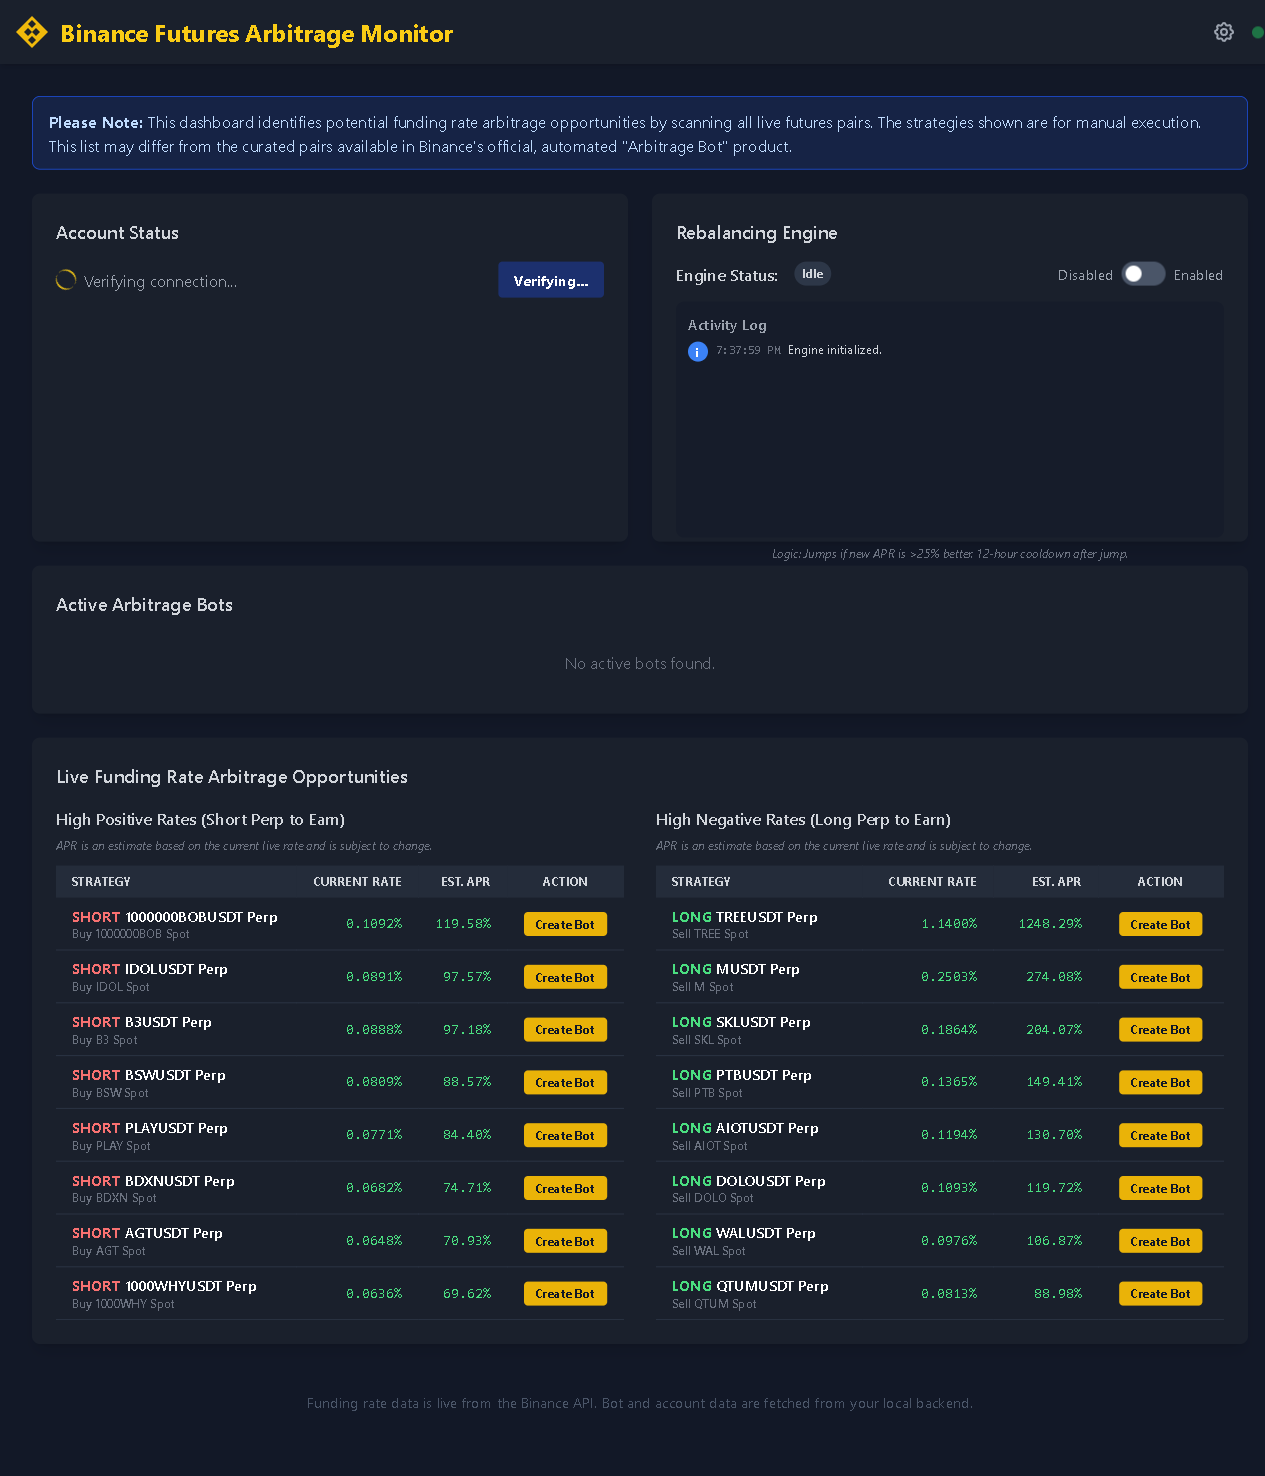 Binance Futures Arbitrage Monitor
Please Note: This dashboard identifies potential funding rate arbitrage opportunities by scanning all live futures pairs. The strategies shown are for manual execution.
This list may differ from the curated pairs available in Binance's official, automated "Arbitrage Bot" product.
Account Status
Verifying connection...
Verifying...
Rebalancing Engine
Engine Status: Idle
Disabled Enabled
Activity Log
7:37:59 PM Engine initialized.
Logic: Jumps if new APR is >25% better. 12-hour cooldown after jump.
Active Arbitrage Bots
No active bots found.
Live Funding Rate Arbitrage Opportunities
High Positive Rates (Short Perp to Earn)
APR is an estimate based on the current live rate and is subject to change.
STRATEGY CURRENT RATE EST. APR ACTION
SHORT 1000000BOBUSDT Perp 0.1092% 119.58% Create Bot
Buy 1000000BOB Spot
SHORT IDOLUSDT Perp 0.0891% 97.57% Create Bot
Buy IDOL Spot
SHORT B3USDT Perp 0.0888% 97.18% Create Bot
Buy B3 Spot
SHORT BSWUSDT Perp 0.0809% 88.57% Create Bot
Buy BSW Spot
SHORT PLAYUSDT Perp 0.0771% 84.40% Create Bot
Buy PLAY Spot
SHORT BDXNUSDT Perp 0.0682% 74.71% Create Bot
Buy BDXN Spot
SHORT AGTUSDT Perp 0.0648% 70.93% Create Bot
Buy AGT Spot
SHORT 1000WHYUSDT Perp 0.0636% 69.62% Create Bot
Buy 1000WHY Spot
High Negative Rates (Long Perp to Earn)
APR is an estimate based on the current live rate and is subject to change.
STRATEGY CURRENT RATE EST. APR ACTION
LONG TREEUSDT Perp 1.1400% 1248.29% Create Bot
Sell TREE Spot
LONG MUSDT Perp 0.2503% 274.08% Create Bot
Sell M Spot
LONG SKLUSDT Perp 0.1864% 204.07% Create Bot
Sell SKL Spot
LONG PTBUSDT Perp 0.1365% 149.41% Create Bot
Sell PTB Spot
LONG AIOTUSDT Perp 0.1194% 130.70% Create Bot
Sell AIOT Spot
LONG DOLOUSDT Perp 0.1093% 119.72% Create Bot
Sell DOLO Spot
LONG WALUSDT Perp 0.0976% 106.87% Create Bot
Sell WAL Spot
LONG QTUMUSDT Perp 0.0813% 88.98% Create Bot
Sell QTUM Spot
Funding rate data is live from the Binance API. Bot and account data are fetched from your local backend.